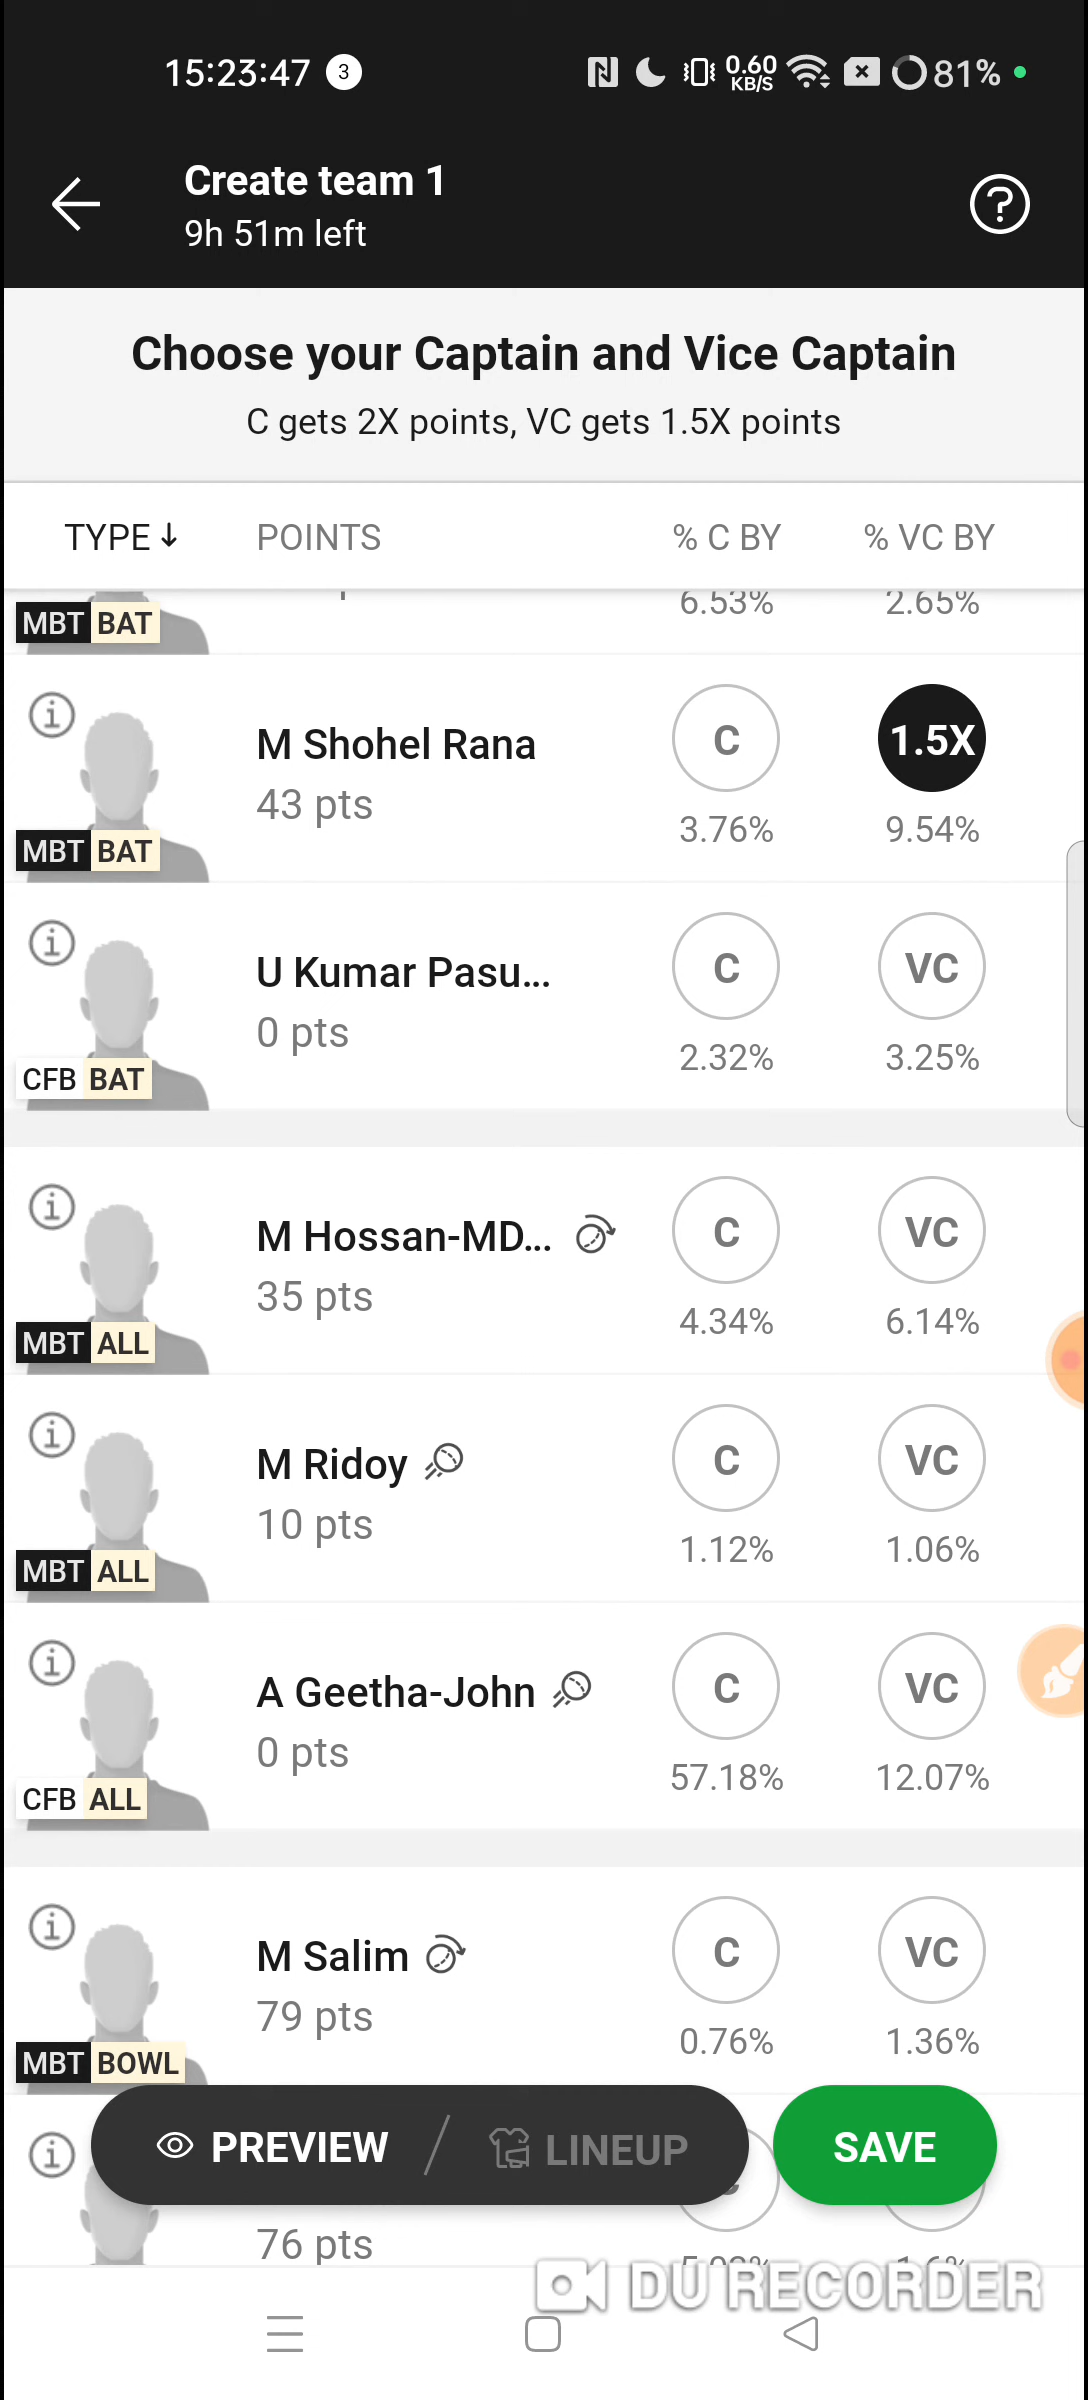 15:23:47 3 0.60 KB/S 81%
Create team 1
9h 51m left
Choose your Captain and Vice Captain
C gets 2X points, VC gets 1.5X points
TYPE POINTS % C BY % VC BY
MBT BAT 6.53% 2.65%
M Shohel Rana C 1.5X
43 pts 3.76% 9.54%
MBT BAT
U Kumar Pasu... C VC
0 pts 2.32% 3.25%
CFB BAT
M Hossan-MD... C VC
35 pts 4.34% 6.14%
MBT ALL
M Ridoy C VC
10 pts 1.12% 1.06%
MBT ALL
A Geetha-John C VC
0 pts 57.18% 12.07%
CFB ALL
M Salim C VC
79 pts 0.76% 1.36%
MBT BOWL
PREVIEW LINEUP SAVE
76 pts
DU RECORDER